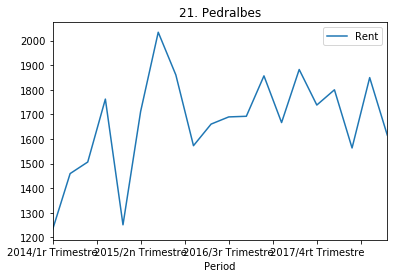 21. Pedralbes
Rent
2000
1900
1800
1700
1600
1500
1400
1300
1200
2014/1r Trimestre
2015/2n Trimestre
2016/3r Trimestre
2017/4rt Trimestre
Period